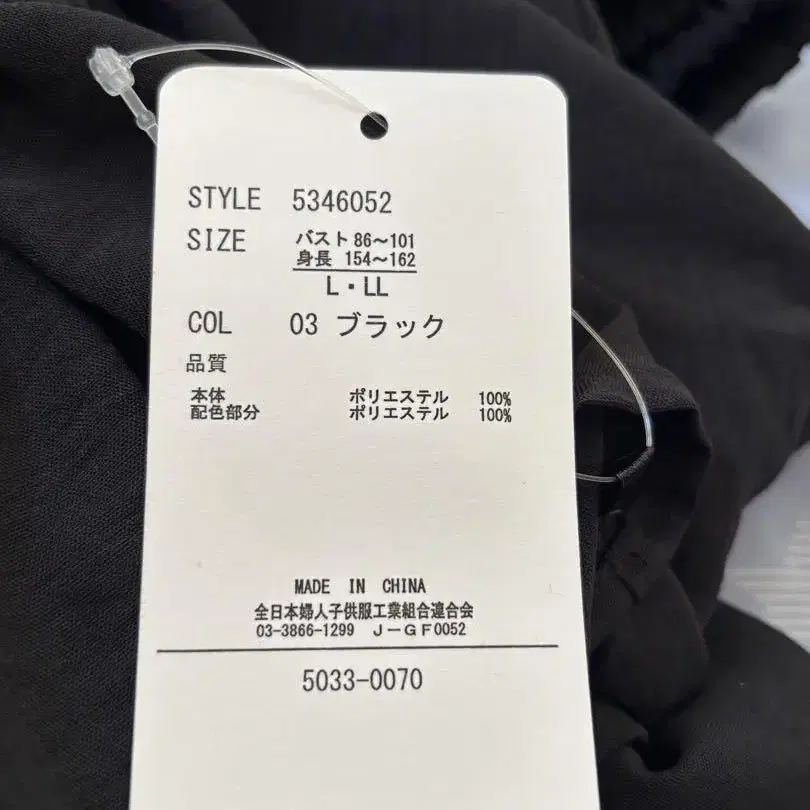 STYLE 5346052
SIZE バスト 86～101
身長 154～162
L・LL
COL 03 ブラック
品質
本体 ポリエステル 100%
配色部分 ポリエステル 100%
MADE IN CHINA
全日本婦人子供服工業組合連合会
03-3866-1299 J－GF0052
5033-0070